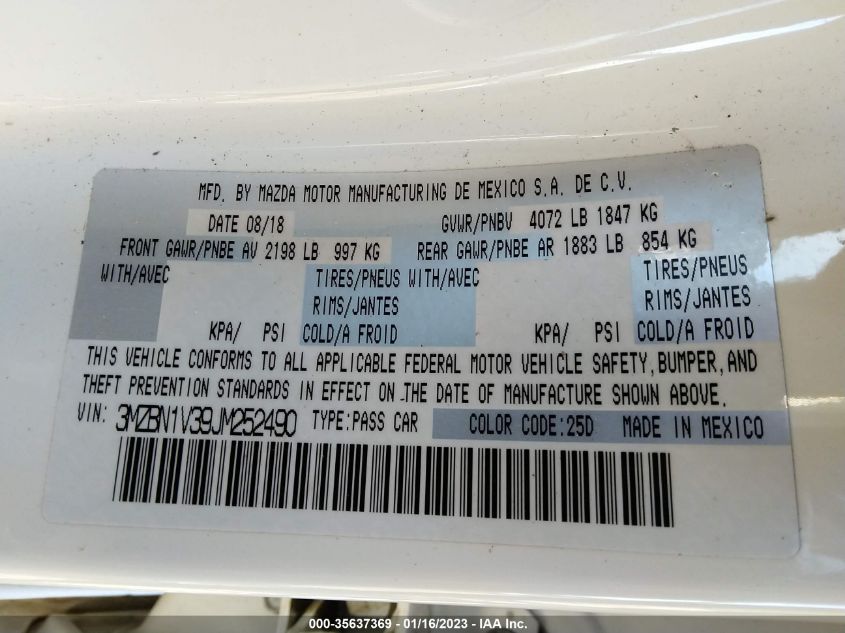 MFD. BY MAZDA MOTOR MANUFACTURING DE MEXICO S.A. DE C.V.
DATE 08/18 GVWR/PNBV 4072 LB 1847 KG
FRONT GAWR/PNBE AV 2198 LB 997 KG REAR GAWR/PNBE AR 1883 LB 854 KG
WITH/AVEC TIRES/PNEUS WITH/AVEC TIRES/PNEUS
RIMS/JANTES RIMS/JANTES
KPA/ PSI COLD/A FROID KPA/ PSI COLD/A FROID
THIS VEHICLE CONFORMS TO ALL APPLICABLE FEDERAL MOTOR VEHICLE SAFETY, BUMPER, AND
THEFT PREVENTION STANDARDS IN EFFECT ON THE DATE OF MANUFACTURE SHOWN ABOVE.
VIN: 3MZBN1V39JM252490 TYPE:PASS CAR COLOR CODE:25D MADE IN MEXICO
000-35637369 - 01/16/2023 - IAA Inc.